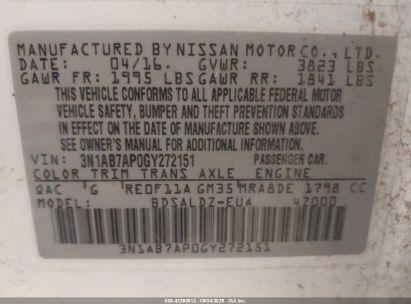 MANUFACTURED BY NISSAN MOTOR CO., LTD.
DATE: 04/16. GVWR: 3823 LBS
GAWR FR: 1995 LBS GAWR RR: 1841 LBS
THIS VEHICLE CONFORMS TO ALL APPLICABLE FEDERAL MOTOR
VEHICLE SAFETY, BUMPER AND THEFT PREVENTION STANDARDS
IN EFFECT ON THE DATE OF MANUFACTURE SHOWN ABOVE.
SEE OWNER'S MANUAL FOR ADDITIONAL INFORMATION.
VIN: 3N1AB7AP0GY272151 PASSENGER CAR.
COLOR TRIM TRANS AXLE ENGINE
QAC G RE0F11A GM35 MRA8DE 1798 CC
MODEL BDSALDZ-EUA 4Z000
3N1AB7AP0GY272151